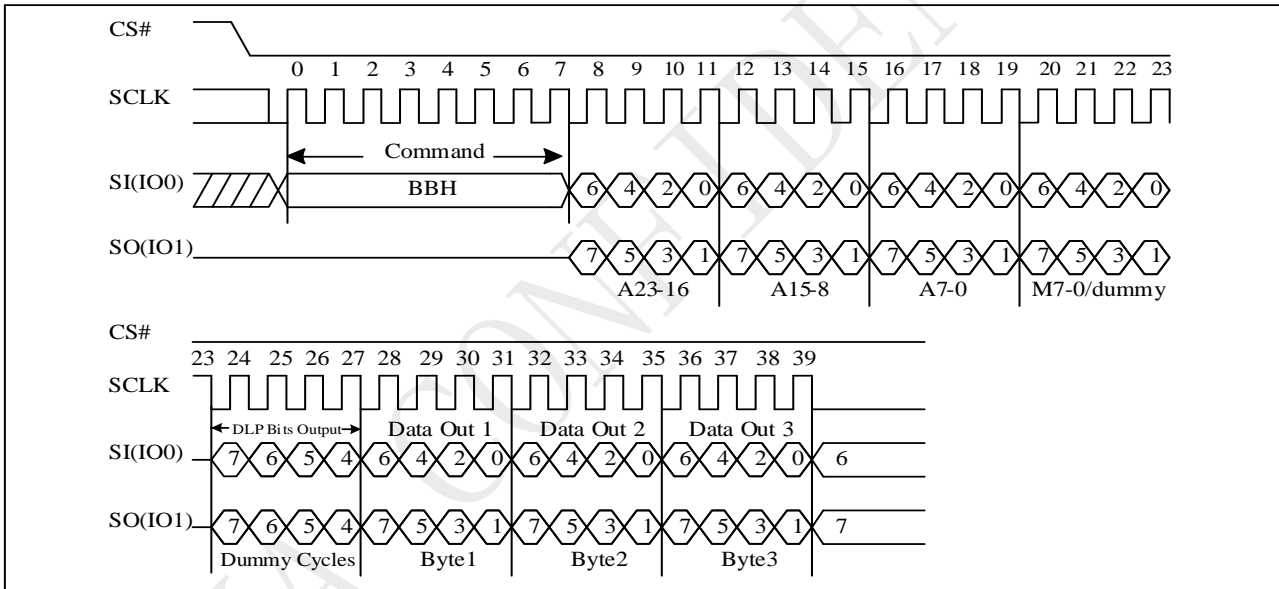 CS#
0 1 2 3 4 5 6 7 8 9 10 11 12 13 14 15 16 17 18 19 20 21 22 23
SCLK
Command
SI(IO0) BBH 6 4 2 0 6 4 2 0 6 4 2 0 6 4 2 0
SO(IO1) 7 5 3 1 7 5 3 1 7 5 3 1 7 5 3 1
A23-16 A15-8 A7-0 M7-0/dummy
CS#
23 24 25 26 27 28 29 30 31 32 33 34 35 36 37 38 39
SCLK
DLP Bits Output Data Out 1 Data Out 2 Data Out 3
SI(IO0) 7 6 5 4 6 4 2 0 6 4 2 0 6 4 2 0 6
SO(IO1) 7 6 5 4 7 5 3 1 7 5 3 1 7 5 3 1 7
Dummy Cycles Byte1 Byte2 Byte3